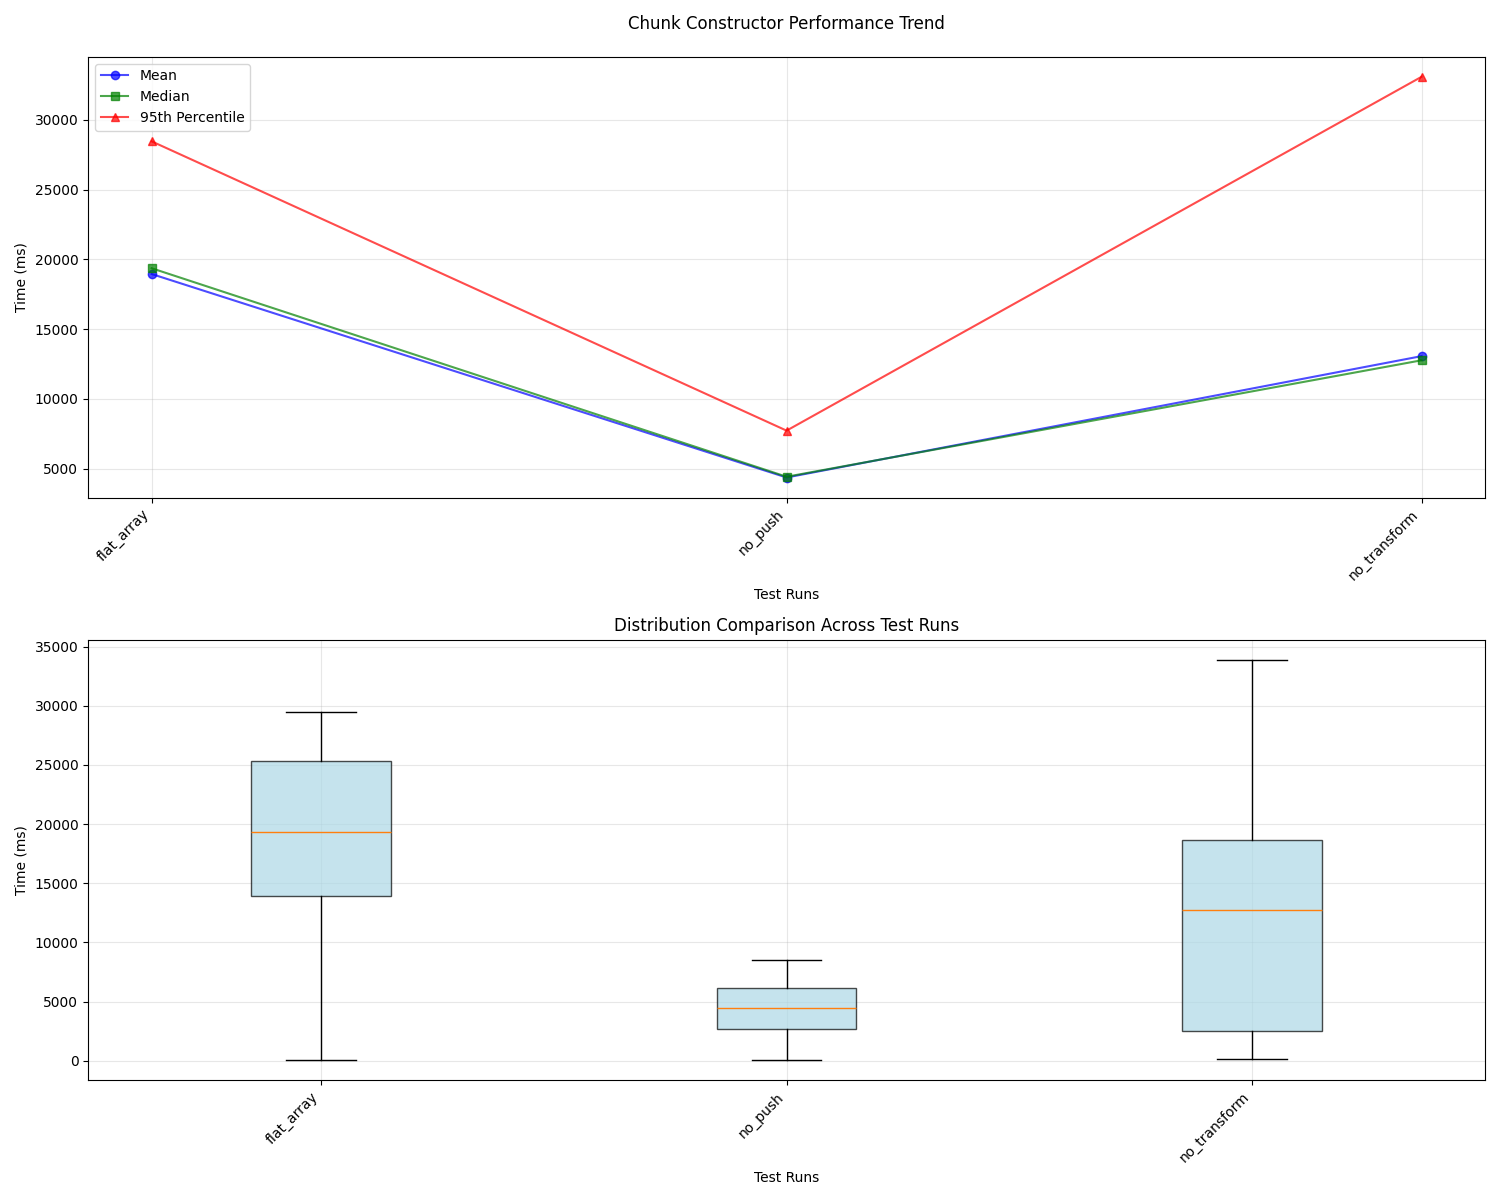 Chunk Constructor Performance Trend
Mean
Median
95th Percentile
Time (ms)
30000
25000
20000
15000
10000
5000
flat_array
no_push
no_transform
Test Runs
Distribution Comparison Across Test Runs
Time (ms)
35000
30000
25000
20000
15000
10000
5000
0
flat_array
no_push
no_transform
Test Runs